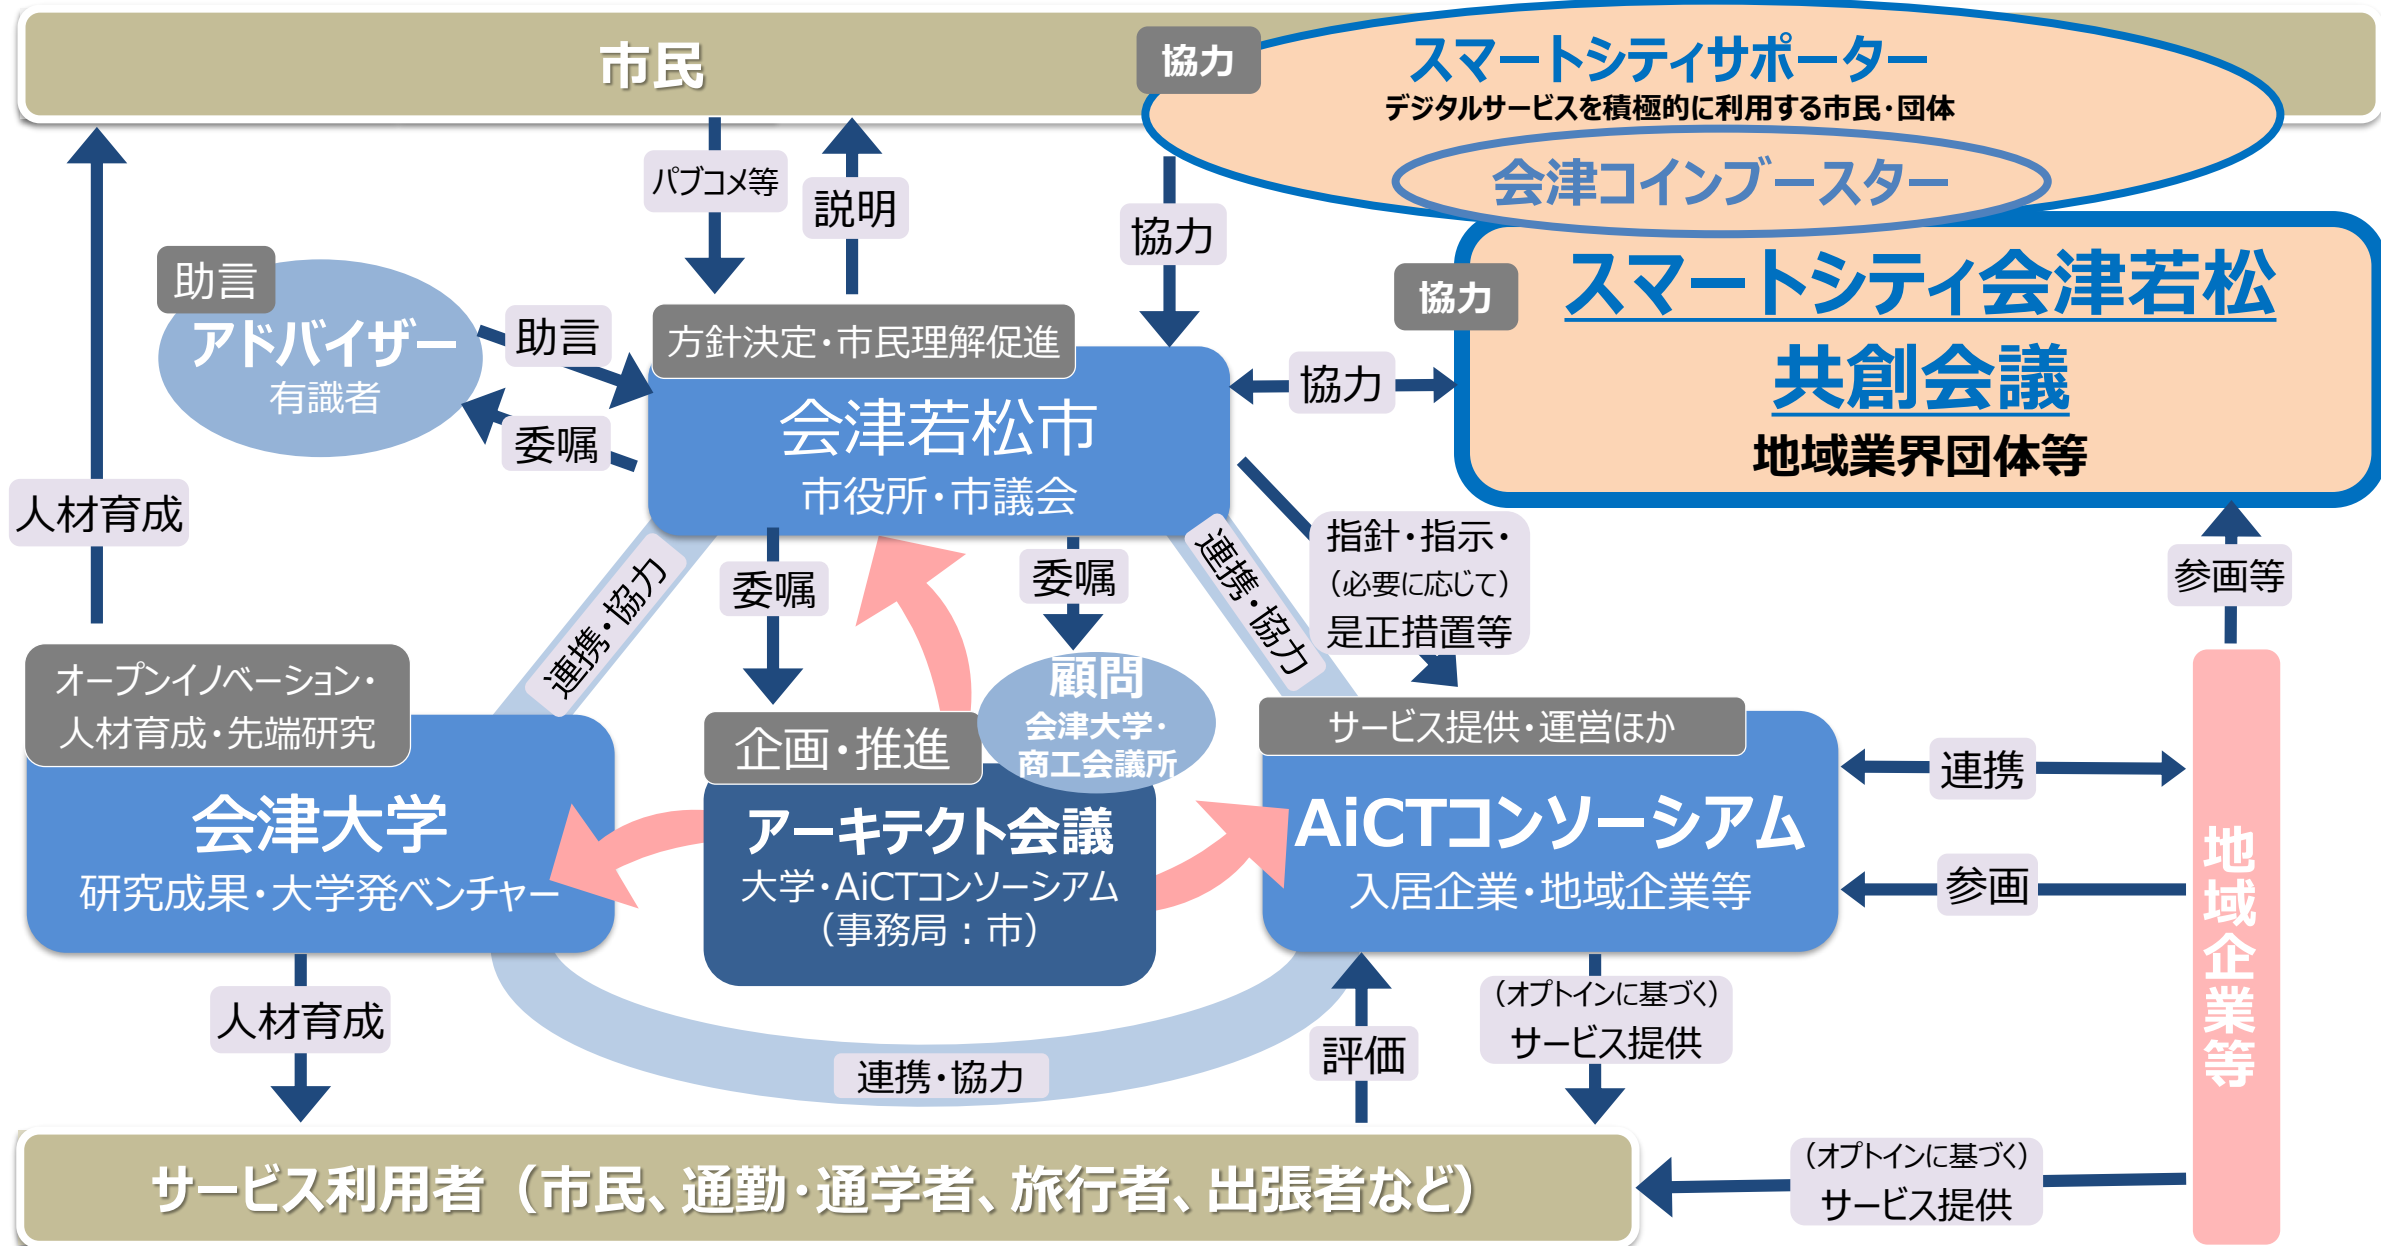 市民
協力
スマートシティサポーター
デジタルサービスを積極的に利用する市民・団体
会津コインブースター
パブコメ等
説明
協力
助言
アドバイザー
有識者
助言
委嘱
方針決定・市民理解促進
会津若松市
市役所・市議会
協力
協力
スマートシティ会津若松
共創会議
地域業界団体等
人材育成
連携・協力
委嘱
委嘱
連携・協力
指針・指示・
（必要に応じて）
是正措置等
参画等
オープンイノベーション・
人材育成・先端研究
会津大学
研究成果・大学発ベンチャー
企画・推進
アーキテクト会議
大学・AiCTコンソーシアム
（事務局：市）
顧問
会津大学・
商工会議所
サービス提供・運営ほか
AiCTコンソーシアム
入居企業・地域企業等
連携
参画
地域企業等
人材育成
連携・協力
評価
（オプトインに基づく）
サービス提供
サービス利用者（市民、通勤・通学者、旅行者、出張者など）
（オプトインに基づく）
サービス提供